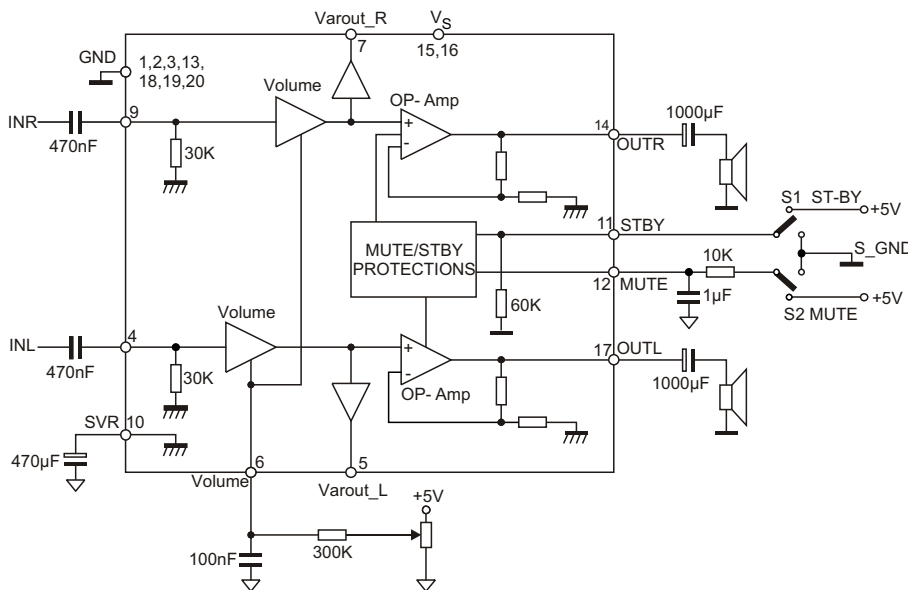 Varout_R
V_S
7
15,16
GND
1,2,3,13,
18,19,20
Volume
OP- Amp
1000µF
INR
9
470nF
30K
+
-
14
OUTR
S1 ST-BY
+5V
11
STBY
MUTE/STBY
PROTECTIONS
S_GND
10K
12
MUTE
60K
1µF
+5V
S2 MUTE
Volume
INL
4
470nF
30K
+
-
OP- Amp
17
OUTL
1000µF
SVR
10
470µF
6
5
Volume
Varout_L
+5V
100nF
300K